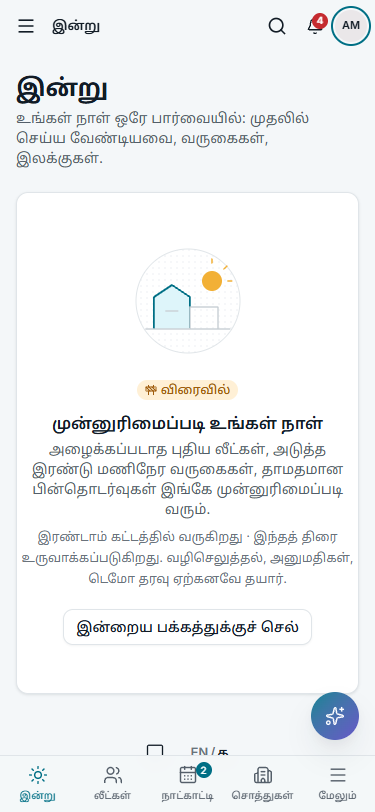 இன்று
4
AM
இன்று
உங்கள் நாள் ஒரே பார்வையில்: முதலில்
செய்ய வேண்டியவை, வருகைகள்,
இலக்குகள்.
விரைவில்
முன்னுரிமைப்படி உங்கள் நாள்
அழைக்கப்படாத புதிய லீட்கள், அடுத்த
இரண்டு மணிநேர வருகைகள், தாமதமான
பின்தொடர்வுகள் இங்கே முன்னுரிமைப்படி
வரும்.
இரண்டாம் கட்டத்தில் வருகிறது · இந்தத் திரை
உருவாக்கப்படுகிறது. வழிசெலுத்தல், அனுமதிகள்,
டெமோ தரவு ஏற்கனவே தயார்.
இன்றைய பக்கத்துக்குச் செல்
EN /
2
இன்று லீட்கள் நாட்காட்டி சொத்துகள் மேலும்